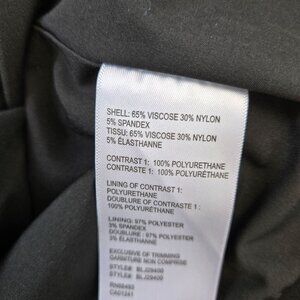 SHELL: 65% VISCOSE 30% NYLON
5% SPANDEX
TISSU: 65% VISCOSE 30% NYLON
5% ÉLASTHANNE
CONTRAST 1: 100% POLYURETHANE
CONTRASTE 1: 100% POLYURÉTHANE
LINING OF CONTRAST 1:
POLYURETHANE
DOUBLURE OF CONTRASTE 1:
100% POLYURÉTHANE
LINING: 97% POLYESTER
3% SPANDEX
DOUBLURE: 97% POLYESTER
3% ÉLASTHANNE
EXCLUSIVE OF TRIMMING
GARNITURE NON COMPRISE
STYLE# BLJ29400
STYLE# BLJ29400
CA01241